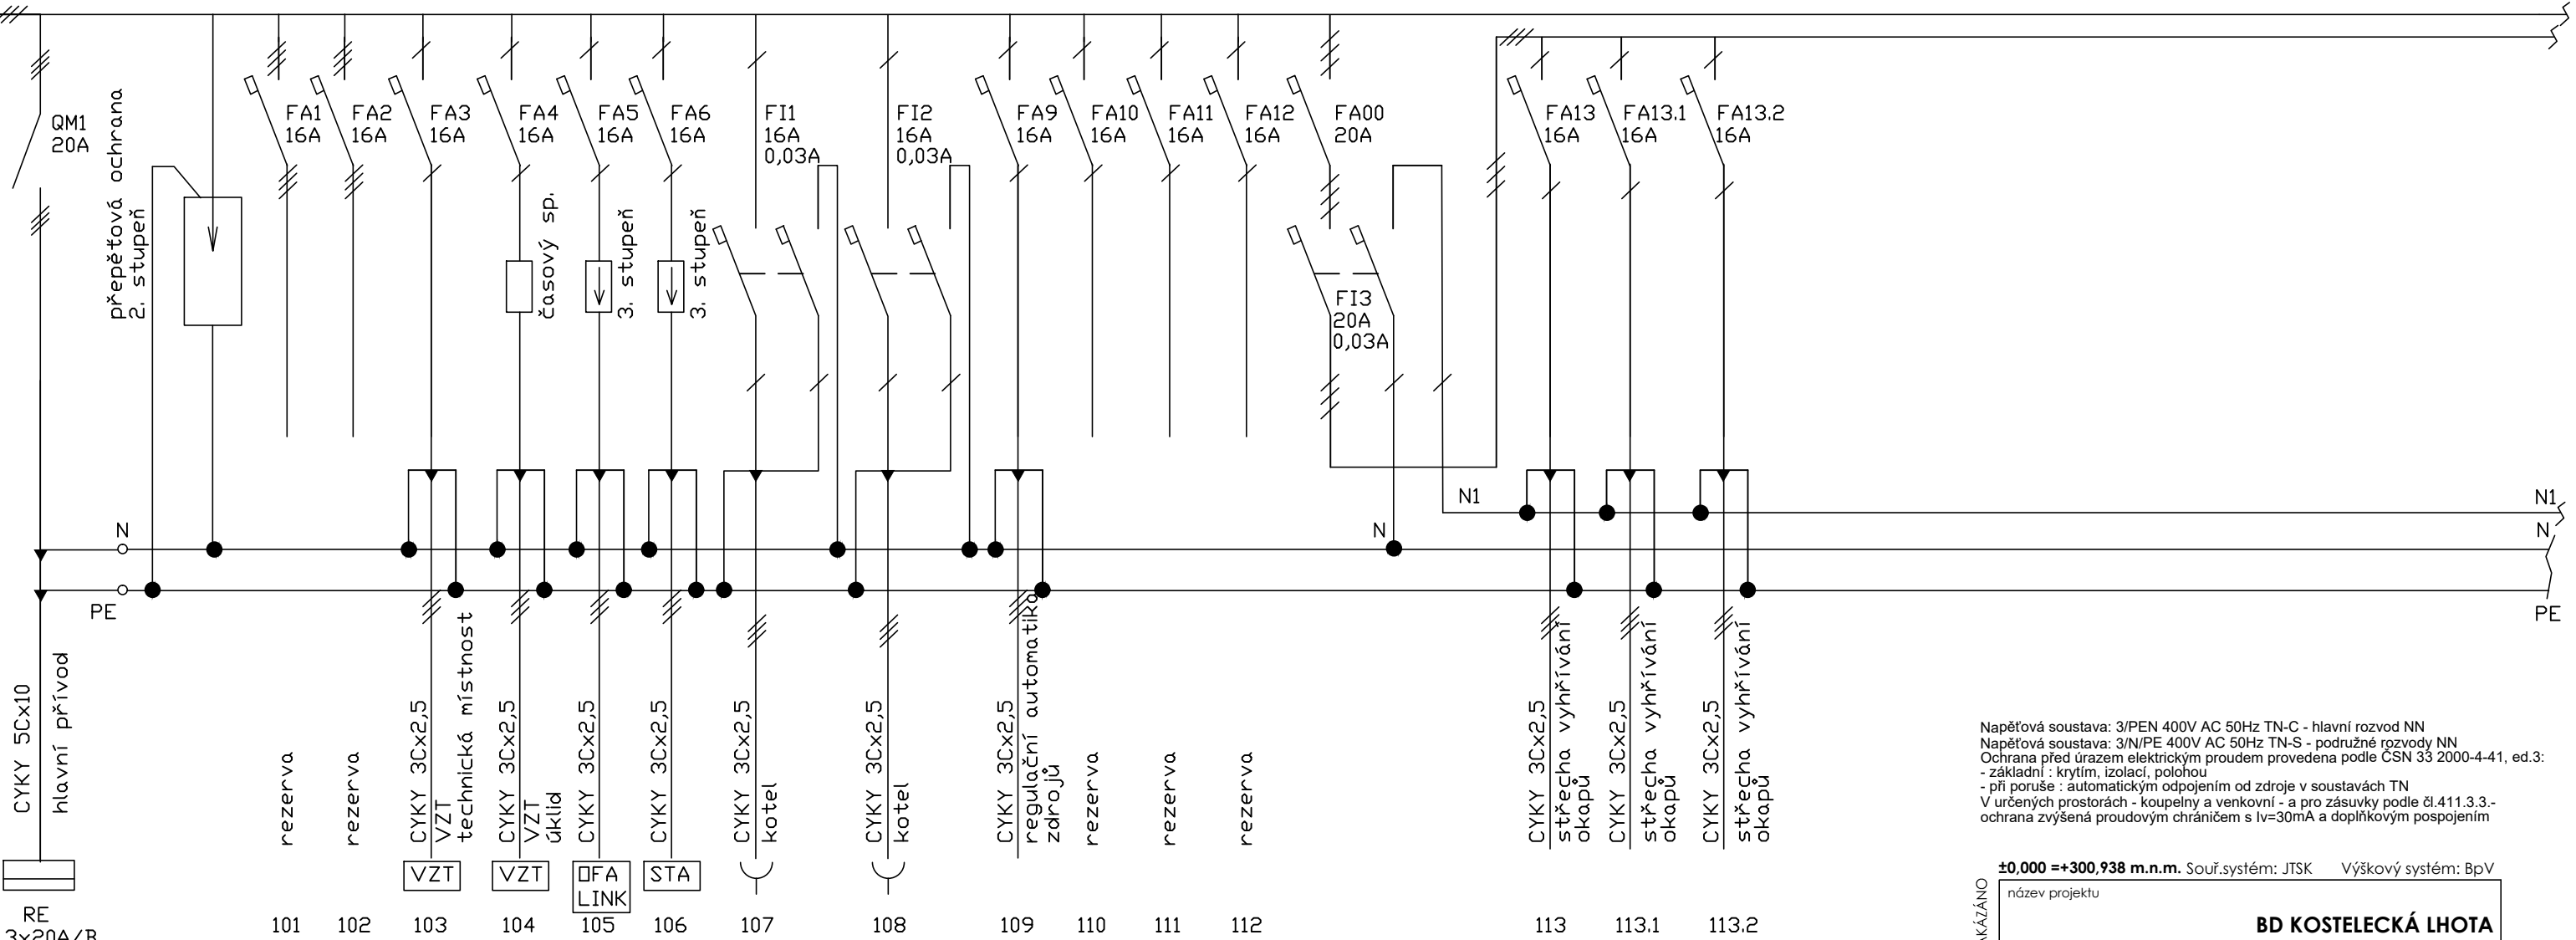 QM1
20A
přepěťová ochrana
2. stupeň
FA1
16A
FA2
16A
FA3
16A
FA4
16A
FA5
16A
FA6
16A
FI1
16A
0,03A
FI2
16A
0,03A
FA9
16A
FA10
16A
FA11
16A
FA12
16A
FA00
20A
FA13
16A
FA13.1
16A
FA13.2
16A
časový sp.
3. stupeň
3. stupeň
FI3
20A
0,03A
N1
N1
N
N
N
PE
PE
CYKY 5Cx10
hlavní přívod
rezerva
rezerva
CYKY 3Cx2,5
VZT
technická místnost
CYKY 3Cx2,5
VZT
úklid
CYKY 3Cx2,5
CYKY 3Cx2,5
CYKY 3Cx2,5
kotel
CYKY 3Cx2,5
kotel
CYKY 3Cx2,5
regulační automatika
zdrojů
rezerva
rezerva
rezerva
CYKY 3Cx2,5
střecha vyhřívání
okapů
CYKY 3Cx2,5
střecha vyhřívání
okapů
CYKY 3Cx2,5
střecha vyhřívání
okapů
VZT
VZT
OFA
LINK
STA
RE
3x20A/B
101
102
103
104
105
106
107
108
109
110
111
112
113
113.1
113.2
Napěťová soustava: 3/PEN 400V AC 50Hz TN-C - hlavní rozvod NN
Napěťová soustava: 3/N/PE 400V AC 50Hz TN-S - podružné rozvody NN
Ochrana před úrazem elektrickým proudem provedena podle ČSN 33 2000-4-41, ed.3:
- základní : krytím, izolací, polohou
- při poruše : automatickým odpojením od zdroje v soustavách TN
V určených prostorách - koupelny a venkovní - a pro zásuvky podle čl.411.3.3.-
ochrana zvýšená proudovým chráničem s Iv=30mA a doplňkovým pospojením
±0,000 =+300,938 m.n.m. Souř.systém: JTSK Výškový systém: BpV
název projektu
BD KOSTELECKÁ LHOTA